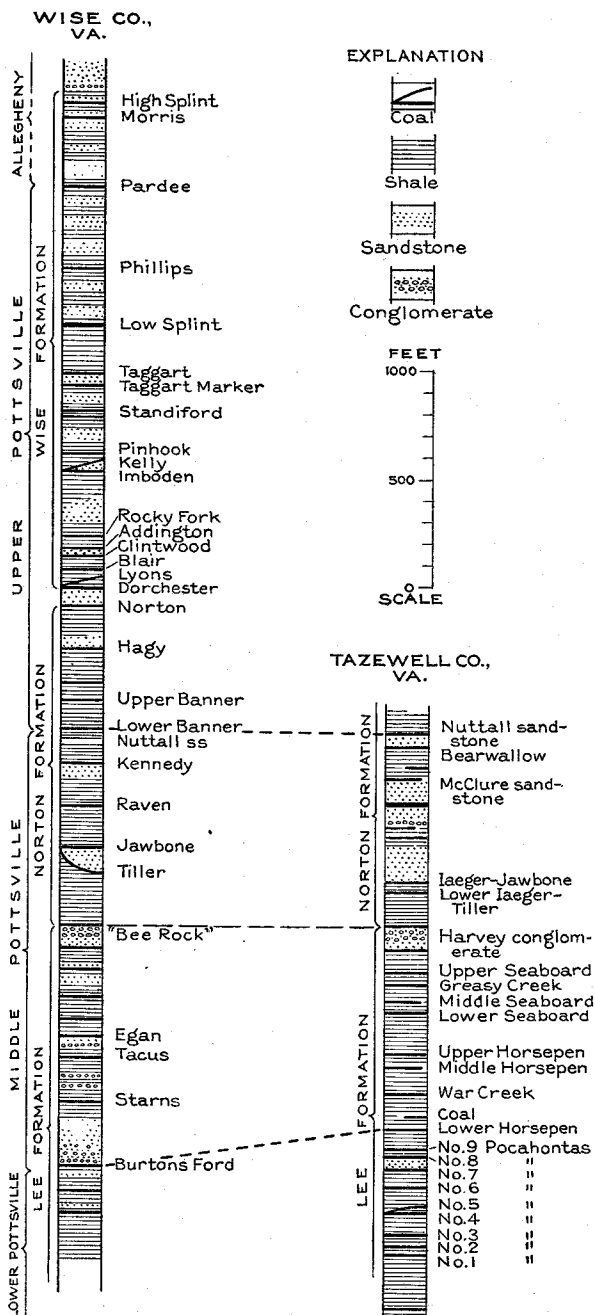 WISE CO.,
VA.
ALLEGHENY
UPPER POTTSVILLE
MIDDLE POTTSVILLE
LOWER POTTSVILLE
WISE FORMATION
NORTON FORMATION
LEE FORMATION
High Splint
Morris
Pardee
Phillips
Low Splint
Taggart
Taggart Marker
Standiford
Pinhook
Kelly
Imboden
Rocky Fork
Addington
Clintwood
Blair
Lyons
Dorchester
Norton
Hagy
Upper Banner
Lower Banner
Nuttall ss
Kennedy
Raven
Jawbone
Tiller
"Bee Rock"
Egan
Tacus
Starns
Burtons Ford
EXPLANATION
Coal
Shale
Sandstone
Conglomerate
FEET
1000
500
0
SCALE
TAZEWELL CO.,
VA.
NORTON FORMATION
LEE FORMATION
Nuttall sand-
stone
Bearwallow
McClure sand-
stone
Iaeger-Jawbone
Lower Iaeger-
Tiller
Harvey conglom-
erate
Upper Seaboard
Greasy Creek
Middle Seaboard
Lower Seaboard
Upper Horsepen
Middle Horsepen
War Creek
Coal
Lower Horsepen
No.9 Pocahontas
No.8 "
No.7 "
No.6 "
No.5 "
No.4 "
No.3 "
No.2 "
No.1 "